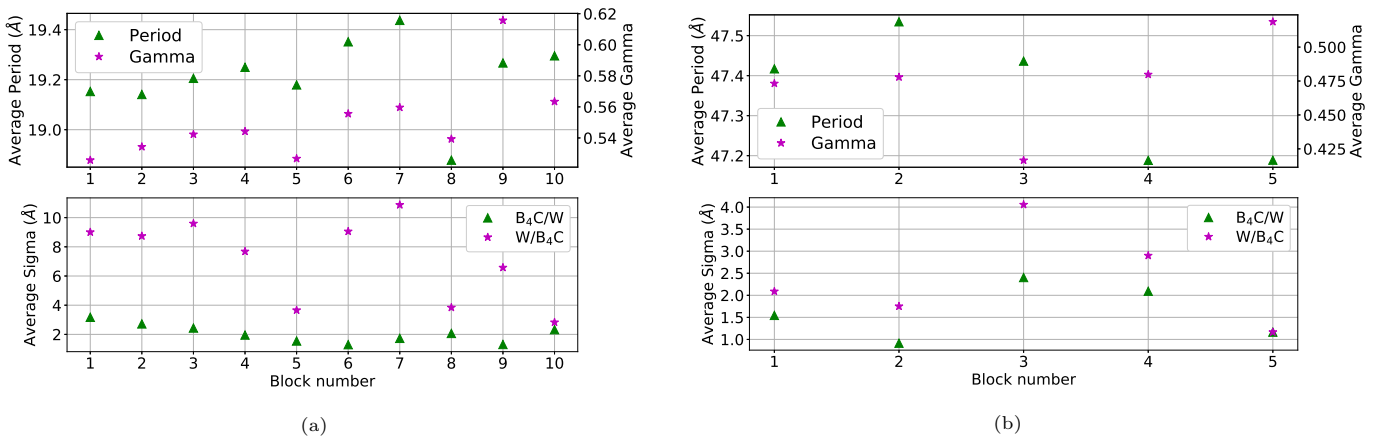 Average Period (Å)
19.4
19.2
19.0
Period
Gamma
0.62
0.60
0.58
0.56
0.54
Average Gamma
1 2 3 4 5 6 7 8 9 10
Average Sigma (Å)
10
8
6
4
2
B₄C/W
W/B₄C
1 2 3 4 5 6 7 8 9 10
Block number
(a)
Average Period (Å)
47.5
47.4
47.3
47.2
Period
Gamma
0.500
0.475
0.450
0.425
Average Gamma
1 2 3 4 5
Average Sigma (Å)
4.0
3.5
3.0
2.5
2.0
1.5
1.0
B₄C/W
W/B₄C
1 2 3 4 5
Block number
(b)